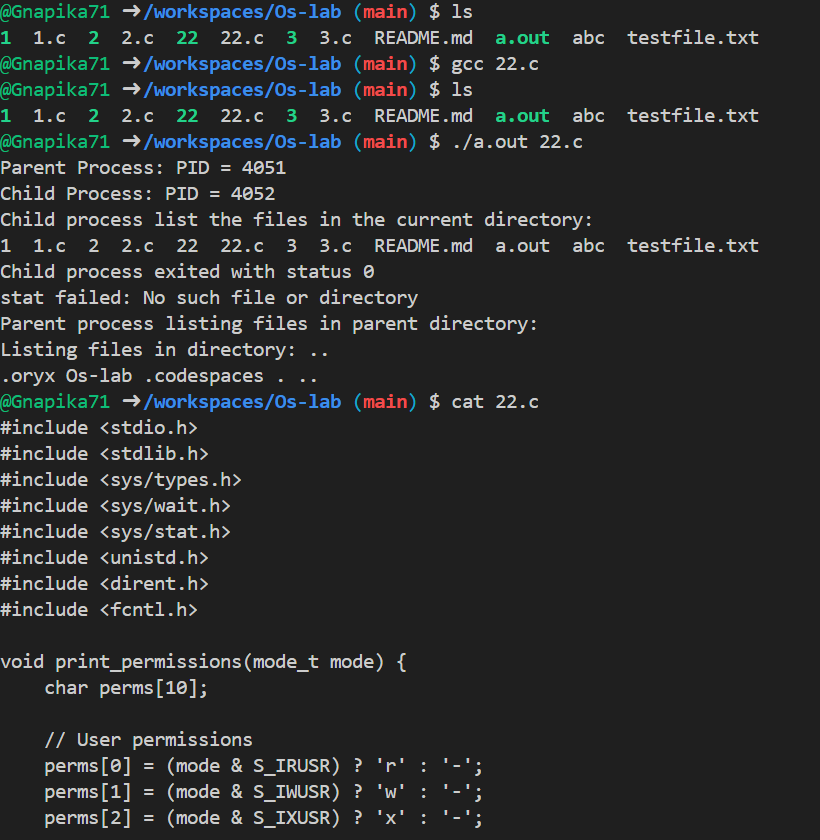 @Gnapika71 ➜/workspaces/Os-lab (main) $ ls
1  1.c  2  2.c  22  22.c  3  3.c  README.md  a.out  abc  testfile.txt
@Gnapika71 ➜/workspaces/Os-lab (main) $ gcc 22.c
@Gnapika71 ➜/workspaces/Os-lab (main) $ ls
1  1.c  2  2.c  22  22.c  3  3.c  README.md  a.out  abc  testfile.txt
@Gnapika71 ➜/workspaces/Os-lab (main) $ ./a.out 22.c
Parent Process: PID = 4051
Child Process: PID = 4052
Child process list the files in the current directory:
1  1.c  2  2.c  22  22.c  3  3.c  README.md  a.out  abc  testfile.txt
Child process exited with status 0
stat failed: No such file or directory
Parent process listing files in parent directory:
Listing files in directory: ..
.oryx Os-lab .codespaces . ..
@Gnapika71 ➜/workspaces/Os-lab (main) $ cat 22.c
#include <stdio.h>
#include <stdlib.h>
#include <sys/types.h>
#include <sys/wait.h>
#include <sys/stat.h>
#include <unistd.h>
#include <dirent.h>
#include <fcntl.h>

void print_permissions(mode_t mode) {
    char perms[10];

    // User permissions
    perms[0] = (mode & S_IRUSR) ? 'r' : '-';
    perms[1] = (mode & S_IWUSR) ? 'w' : '-';
    perms[2] = (mode & S_IXUSR) ? 'x' : '-';